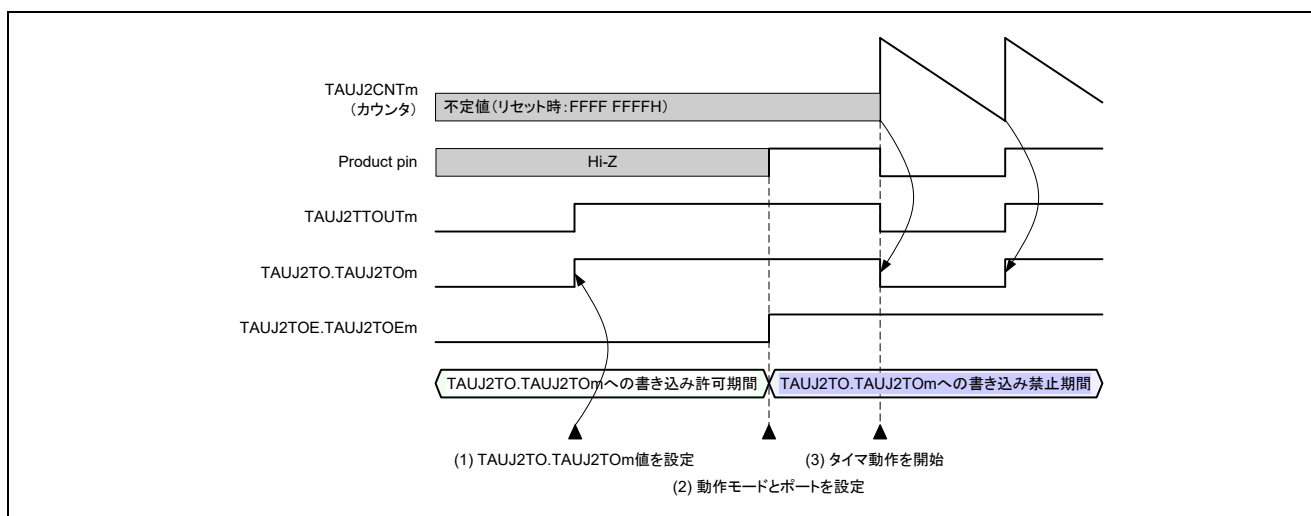 TAUJ2CNTm
（カウンタ）
不定値（リセット時：FFFF FFFFH）
Product pin
Hi-Z
TAUJ2TTOUTm
TAUJ2TO.TAUJ2TOm
TAUJ2TOE.TAUJ2TOEm
TAUJ2TO.TAUJ2TOmへの書き込み許可期間
TAUJ2TO.TAUJ2TOmへの書き込み禁止期間
(1) TAUJ2TO.TAUJ2TOm値を設定
(3) タイマ動作を開始
(2) 動作モードとポートを設定